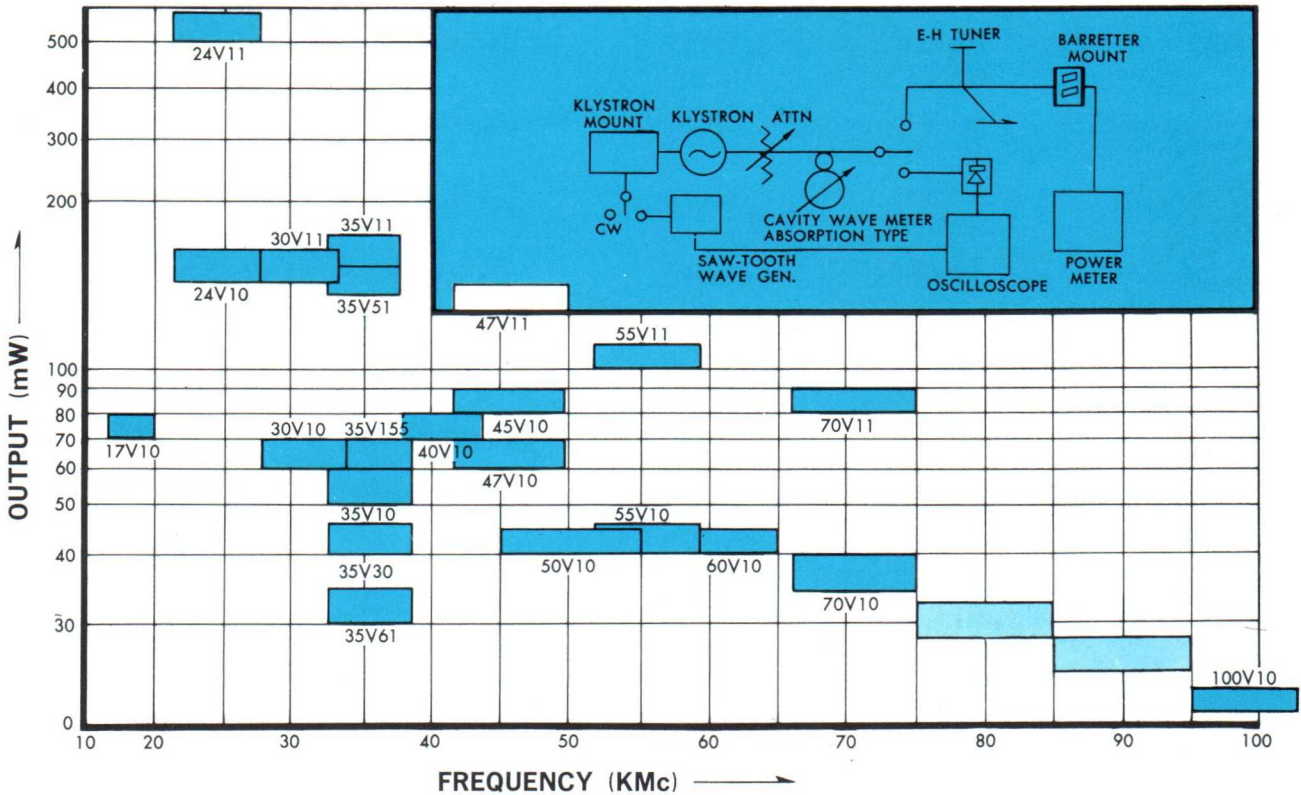 500
400
300
200
100
90
80
70
60
50
40
30
0
OUTPUT (mW)
10 20 30 40 50 60 70 80 90 100
FREQUENCY (KMc)
E-H TUNER
BARRETTER
MOUNT
KLYSTRON
MOUNT
KLYSTRON
ATTN
CW
SAW-TOOTH
WAVE GEN.
CAVITY WAVE METER
ABSORPTION TYPE
OSCILLOSCOPE
POWER
METER
24V11
35V11
30V11
24V10
35V51
47V11
55V11
17V10
30V10
35V155
40V10
45V10
47V10
70V11
35V10
55V10
35V30
50V10
60V10
70V10
35V61
100V10